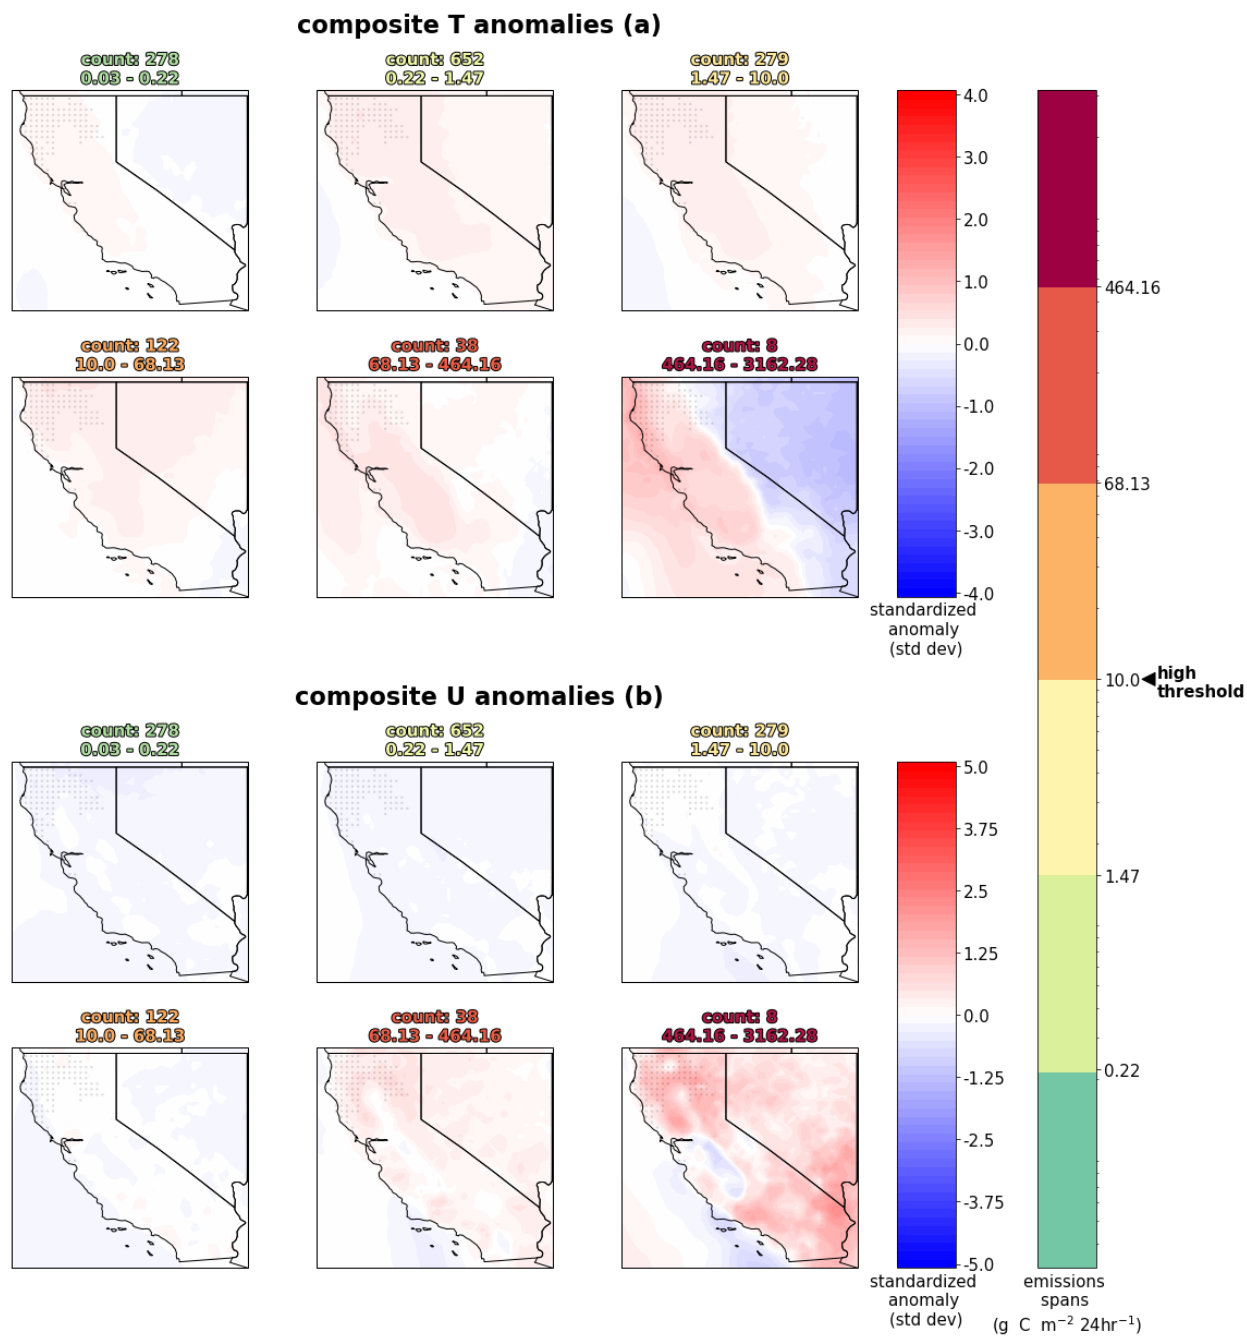 composite T anomalies (a)
count: 278
0.03 - 0.22
count: 652
0.22 - 1.47
count: 279
1.47 - 10.0
count: 122
10.0 - 68.13
count: 38
68.13 - 464.16
count: 8
464.16 - 3162.28
4.0
3.0
2.0
1.0
0.0
-1.0
-2.0
-3.0
-4.0
standardized
anomaly
(std dev)
composite U anomalies (b)
count: 278
0.03 - 0.22
count: 652
0.22 - 1.47
count: 279
1.47 - 10.0
count: 122
10.0 - 68.13
count: 38
68.13 - 464.16
count: 8
464.16 - 3162.28
5.0
3.75
2.5
1.25
0.0
-1.25
-2.5
-3.75
-5.0
standardized
anomaly
(std dev)
464.16
68.13
10.0
high
threshold
1.47
0.22
emissions
spans
(g C m⁻² 24hr⁻¹)